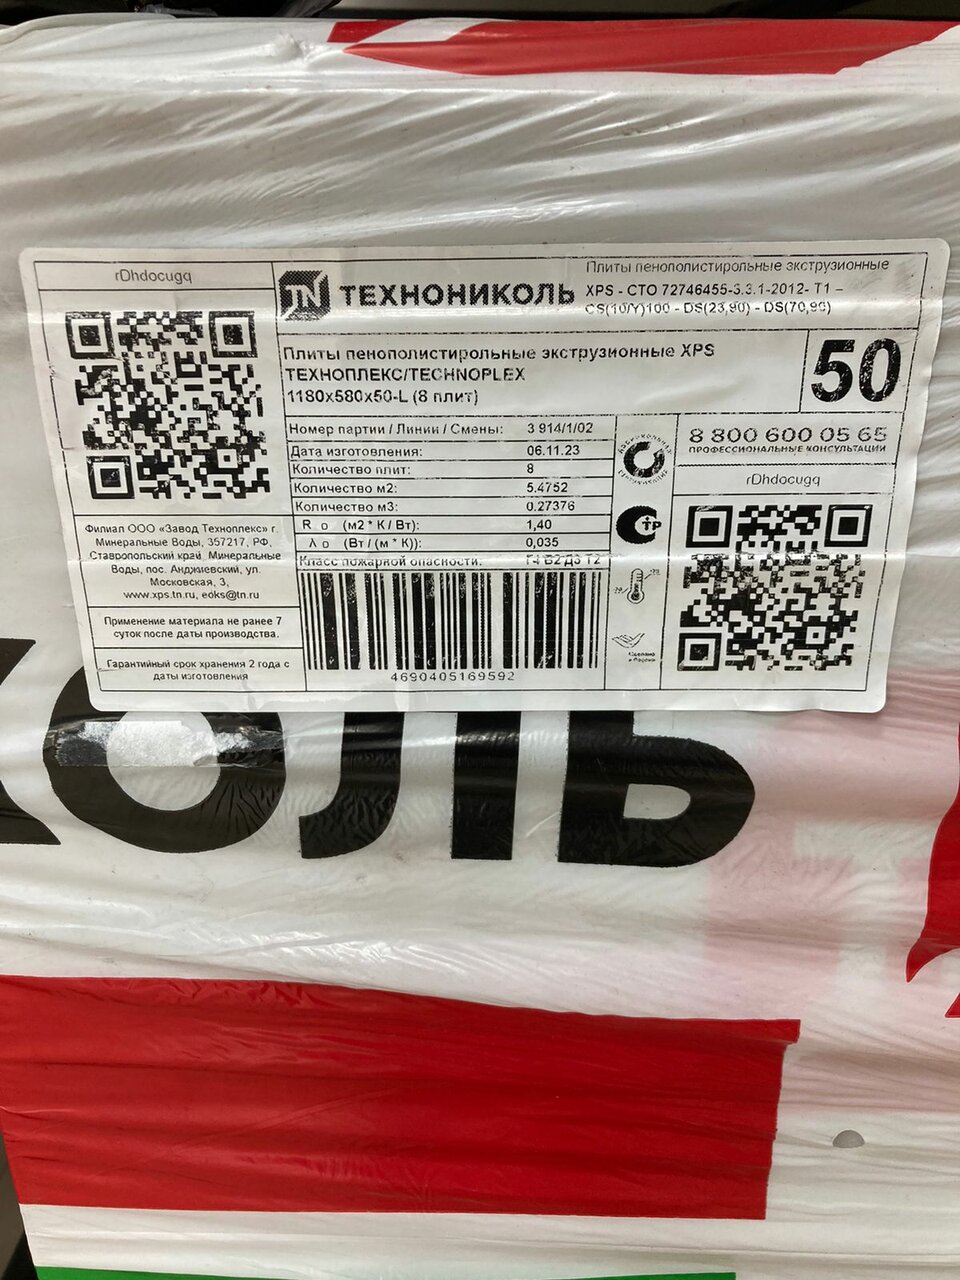 rDhdocugq
ТЕХНОНИКОЛЬ
Плиты пенополистирольные экструзионные
XPS - СТО 72746455-3.3.1-2012- T1 –
CS(10/Y)100 - DS(23,90) - DS(70,90)
Плиты пенополистирольные экструзионные XPS
ТЕХНОПЛЕКС/TECHNOPLEX
1180x580x50-L (8 плит)
50
Номер партии / Линии / Смены: 3 914/1/02
Дата изготовления: 06.11.23
Количество плит: 8
Количество м2: 5.4752
Количество м3: 0.27376
R D (м2 * К / Вт): 1,40
λ D (Вт / (м * К)): 0,035
Класс пожарной опасности: Г4 В2 Д3 Т2
4690405169592
8 800 600 05 65
ПРОФЕССИОНАЛЬНЫЕ КОНСУЛЬТАЦИИ
rDhdocugq
Филиал ООО «Завод Техноплекс» г.
Минеральные Воды, 357217, РФ,
Ставропольский край, Минеральные
Воды, пос. Анджиевский, ул.
Московская, 3,
www.xps.tn.ru, eoks@tn.ru
Применение материала не ранее 7
суток после даты производства.
Гарантийный срок хранения 2 года с
даты изготовления
Сделано
в России
КОЛЬ